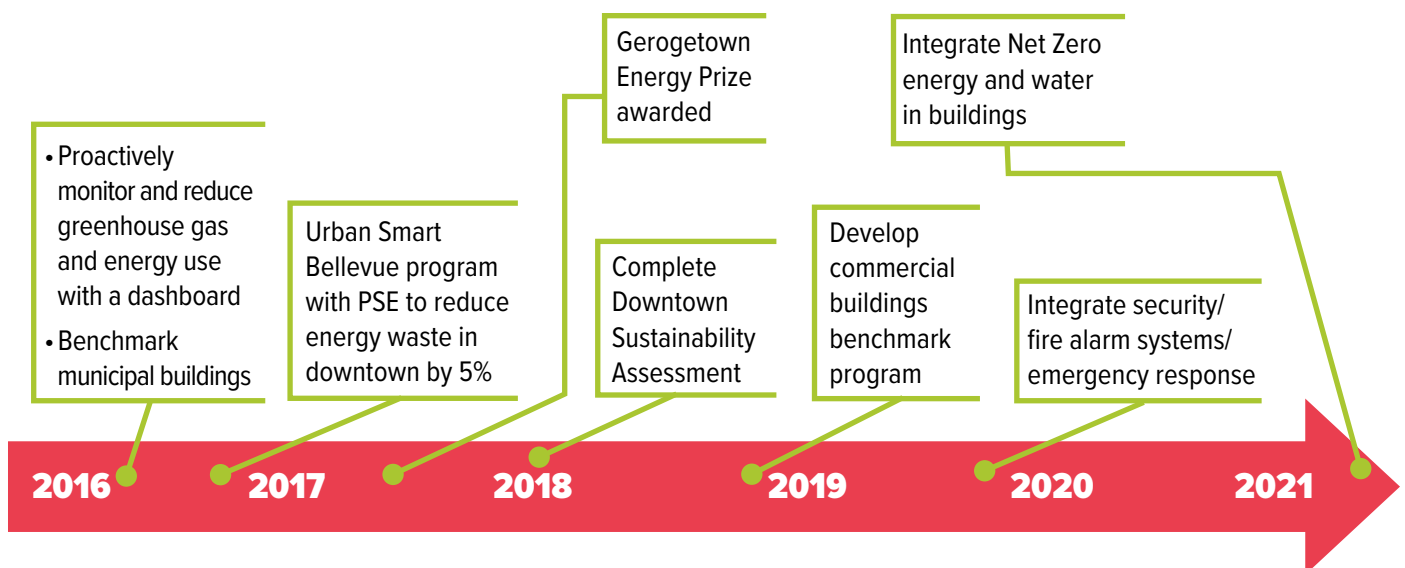 • Proactively
monitor and reduce
greenhouse gas
and energy use
with a dashboard
• Benchmark
municipal buildings
Urban Smart
Bellevue program
with PSE to reduce
energy waste in
downtown by 5%
Gerogetown
Energy Prize
awarded
Complete
Downtown
Sustainability
Assessment
Develop
commercial
buildings
benchmark
program
Integrate security/
fire alarm systems/
emergency response
Integrate Net Zero
energy and water
in buildings
2016
2017
2018
2019
2020
2021